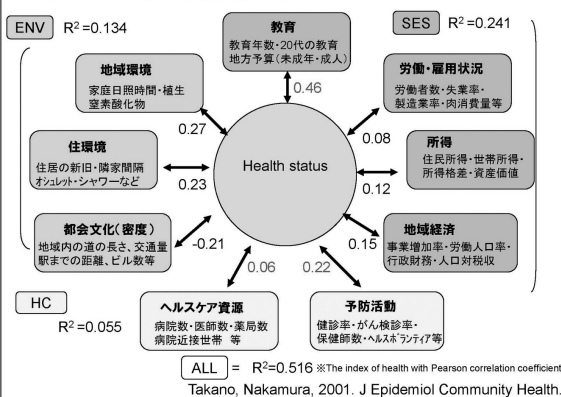 ENV R²=0.134
SES R²=0.241
教育
教育年数・20代の教育
地方予算(未成年・成人)
0.46
地域環境
家庭日照時間・植生
窒素酸化物
0.27
労働・雇用状況
労働者数・失業率・
製造業率・肉消費量等
0.08
住環境
住居の新旧・隣家間隔
オシュレット・シャワーなど
0.23
Health status
所得
住民所得・世帯所得・
所得格差・資産価値
0.12
都会文化(密度)
地域内の道の長さ、交通量
駅までの距離、ビル数等
-0.21
地域経済
事業増加率・労働人口率・
行政財務・人口対税収
0.15
HC
R²=0.055
0.06
ヘルスケア資源
病院数・医師数・薬局数
病院近接世帯 等
0.22
予防活動
健診率・がん検診率・
保健師数・ヘルスボランティア等
ALL = R²=0.516 ※The index of health with Pearson correlation coefficient
Takano, Nakamura, 2001. J Epidemiol Community Health.